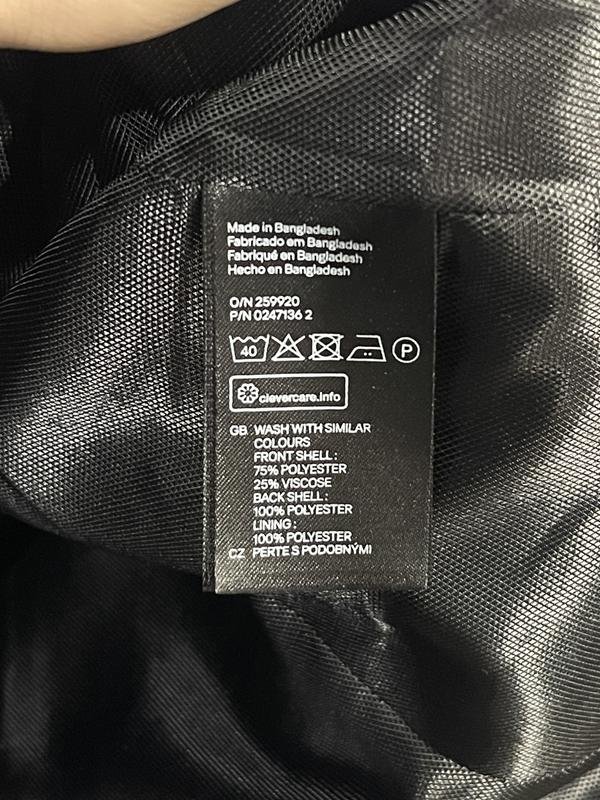 Made in Bangladesh
Fabricado em Bangladesh
Fabriqué en Bangladesh
Hecho en Bangladesh
O/N 259920
P/N 0247136 2
40 P
clevercare.info
GB WASH WITH SIMILAR
COLOURS
FRONT SHELL :
75% POLYESTER
25% VISCOSE
BACK SHELL :
100% POLYESTER
LINING :
100% POLYESTER
CZ PERTE S PODOBNÝMI